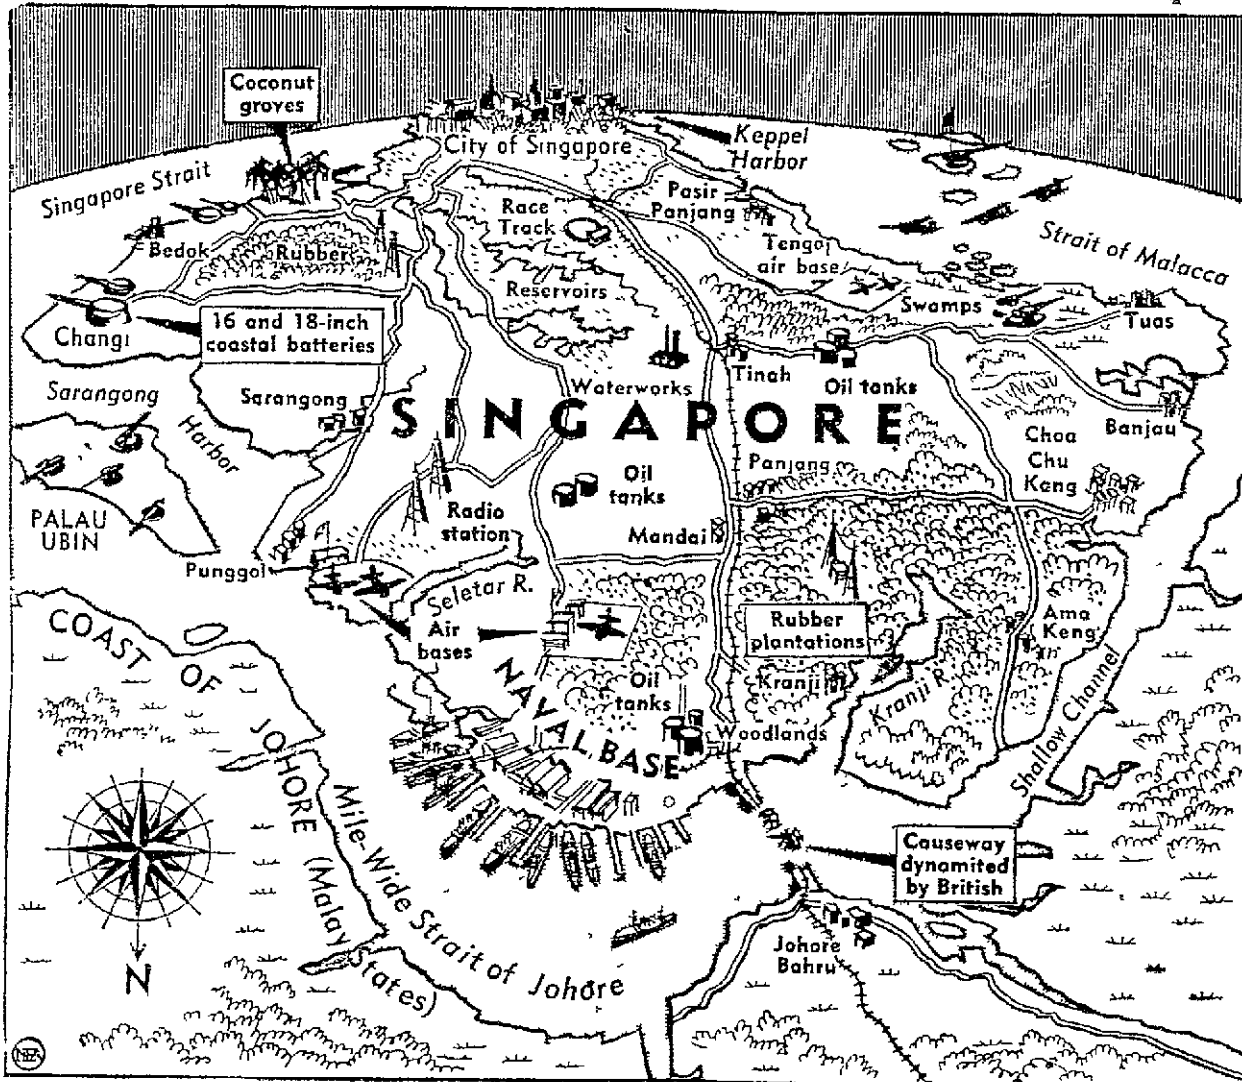 Coconut
groves
City of Singapore
Keppel
Harbor
Singapore Strait
Pasir
Panjang
Race
Track
Strait of Malacca
Bedok
Rubber
Tengoj
air base
Reservoirs
Swamps
Tuas
16 and 18-inch
coastal batteries
Changi
Waterworks
Tinah
Oil tanks
Sarangong
Harbor
Sarangong
SINGAPORE
Banjau
Choa
Chu
Kang
Panjang
Oil
tanks
Radio
station
Mandai
PALAU
UBIN
Punggol
Seletar R.
Air
bases
Rubber
plantations
Ama
Keng
COAST OF JOHORE (Malay States)
NAVAL BASE
Oil
tanks
Kranji
Kranji R.
Woodlands
Shallow Channel
Mile-Wide Strait of Johore
Causeway
dynamited
by British
Johore
Bahru
N
NEA